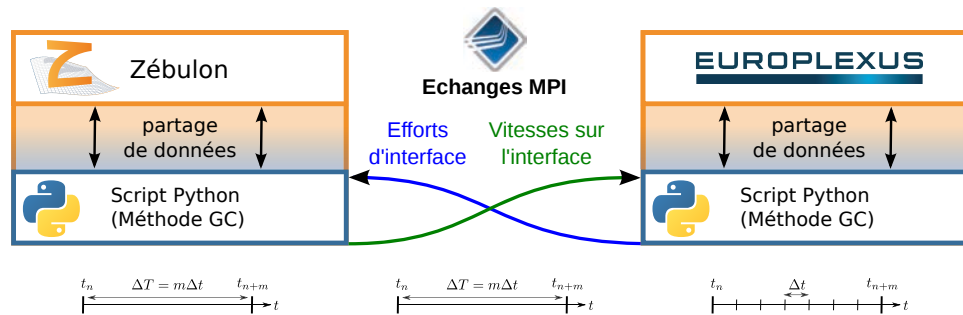 Zébulon
partage
de données
Script Python
(Méthode GC)
Echanges MPI
Efforts
d'interface
Vitesses sur
l'interface
EUROPLEXUS
partage
de données
Script Python
(Méthode GC)
t_n ΔT = mΔt t_{n+m} t
t_n ΔT = mΔt t_{n+m} t
t_n Δt t_{n+m} t